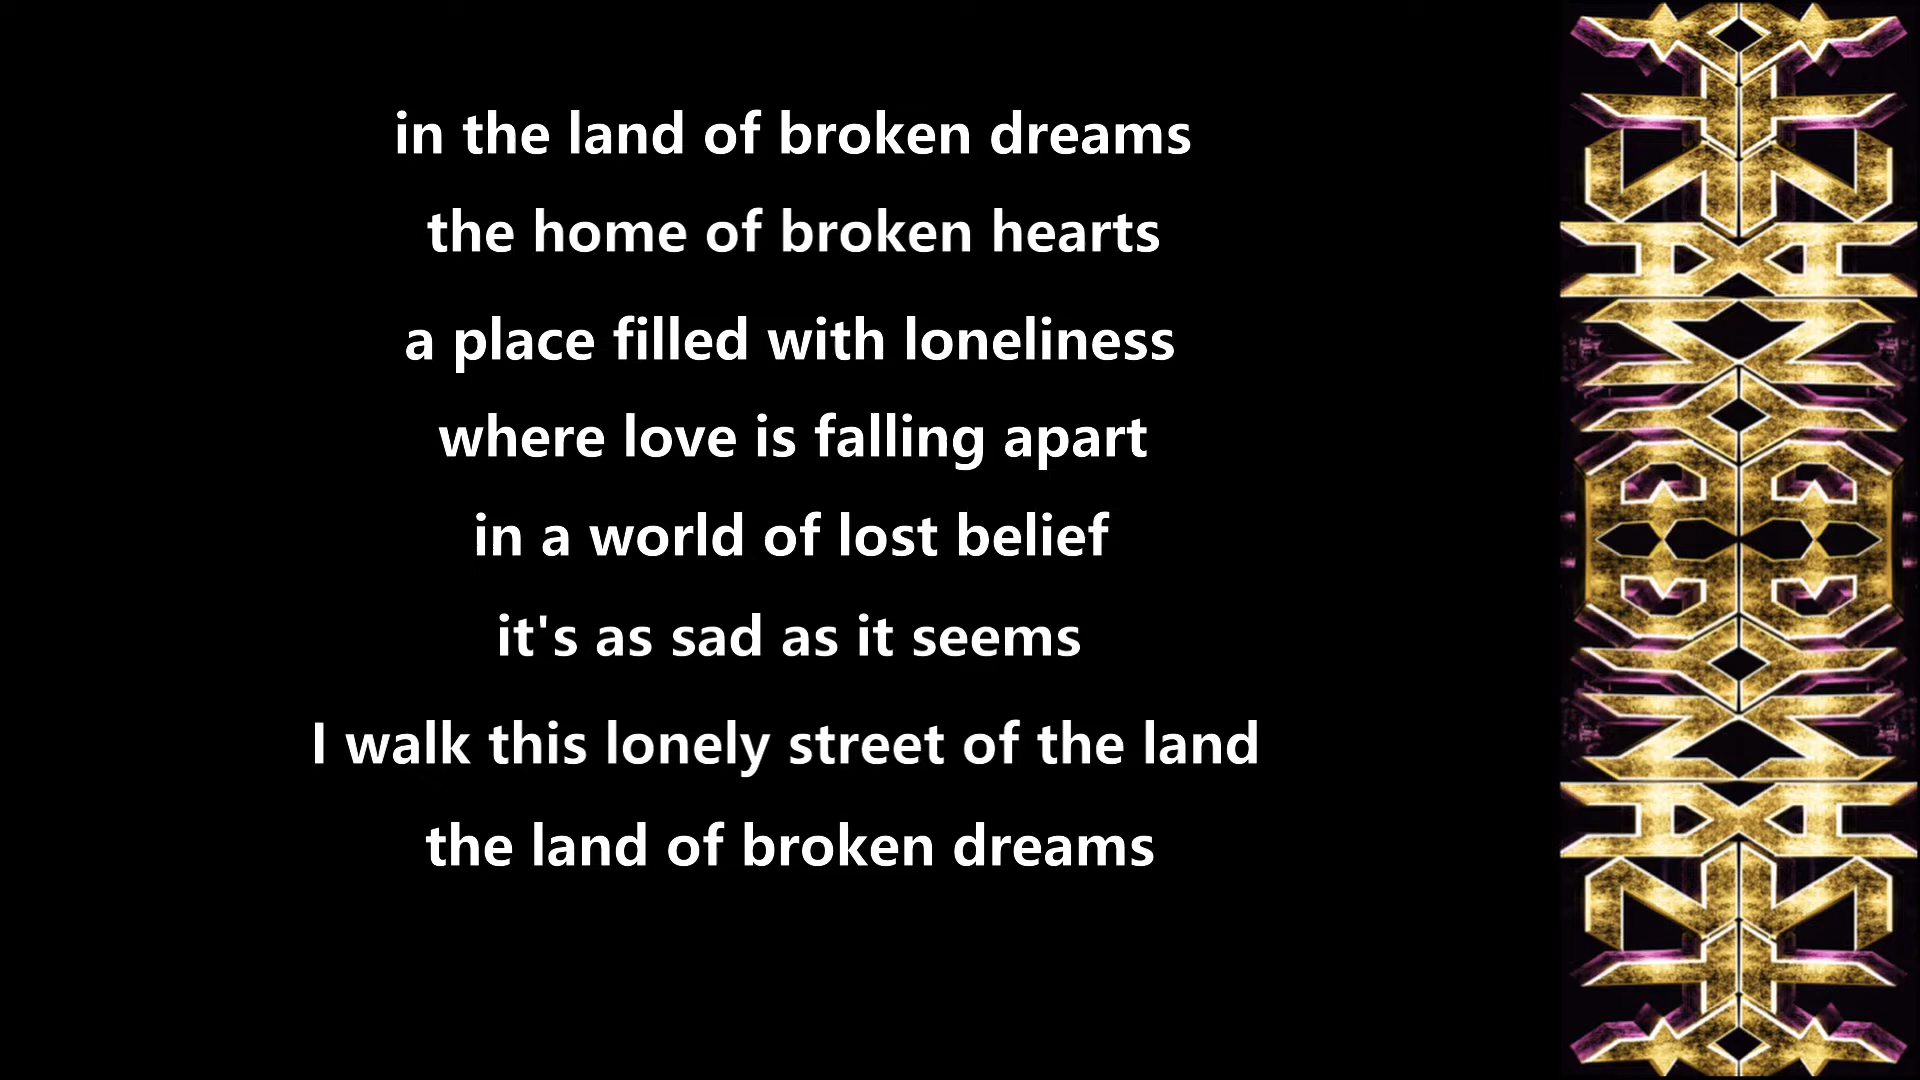 in the land of broken dreams
the home of broken hearts
a place filled with loneliness
where love is falling apart
in a world of lost belief
it's as sad as it seems
I walk this lonely street of the land
the land of broken dreams